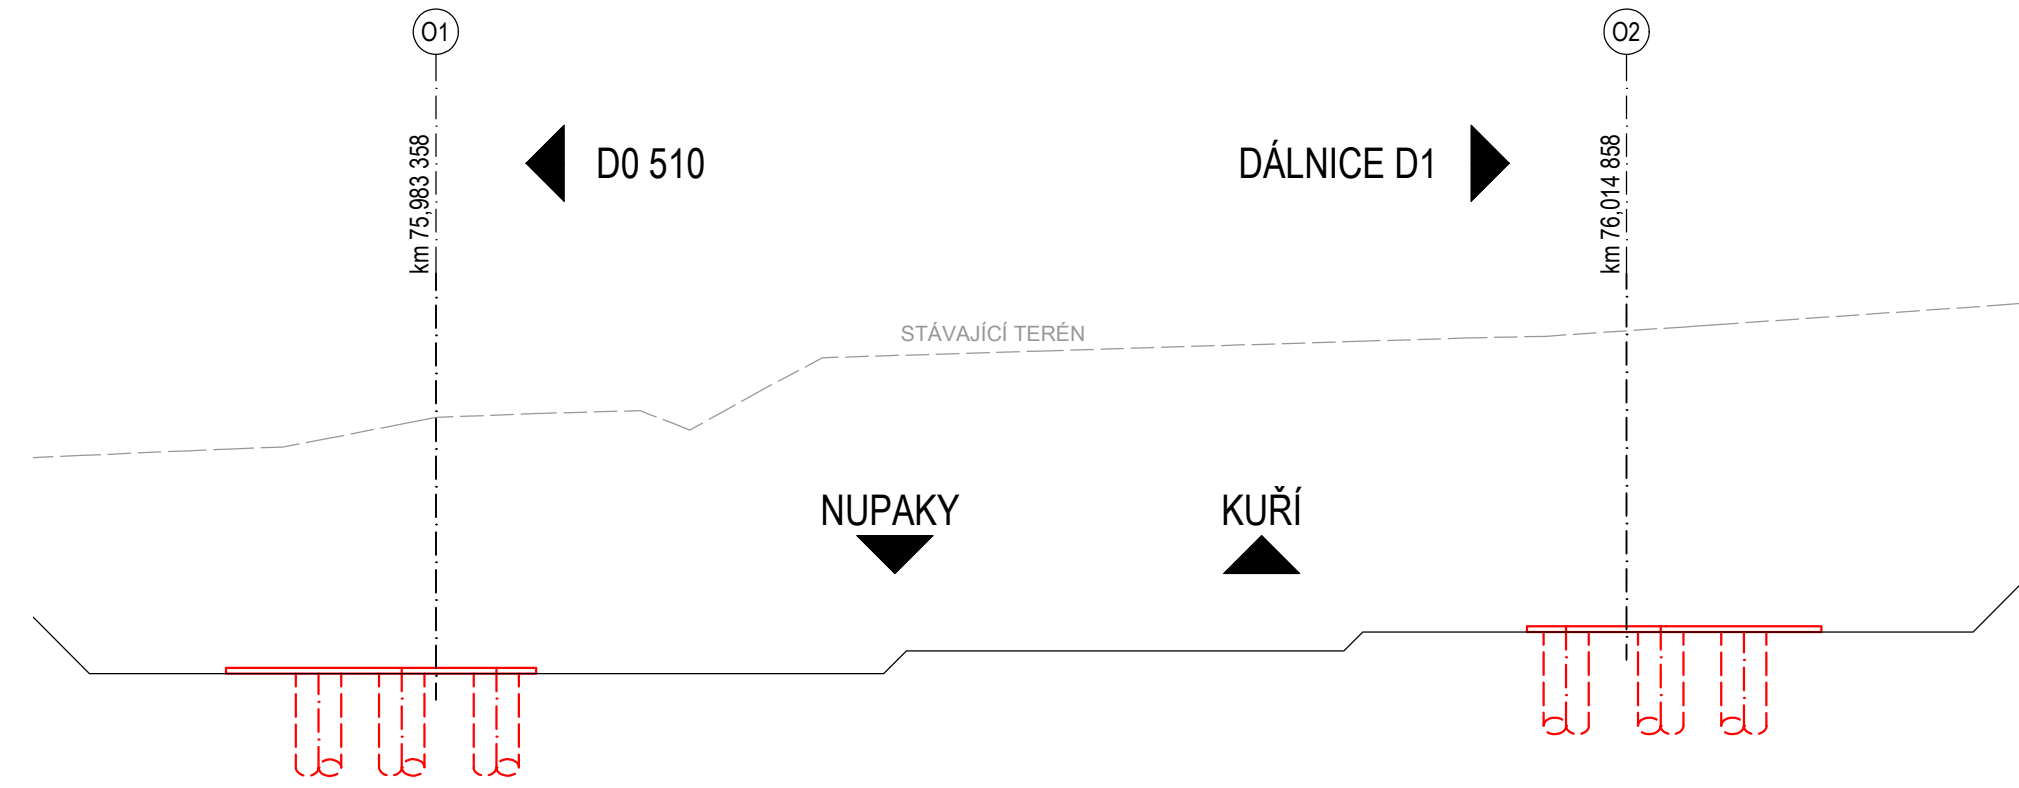 O1
O2
km 75,983 358
D0 510
DÁLNICE D1
km 76,014 858
STÁVAJÍCÍ TERÉN
NUPAKY
KUŘÍ